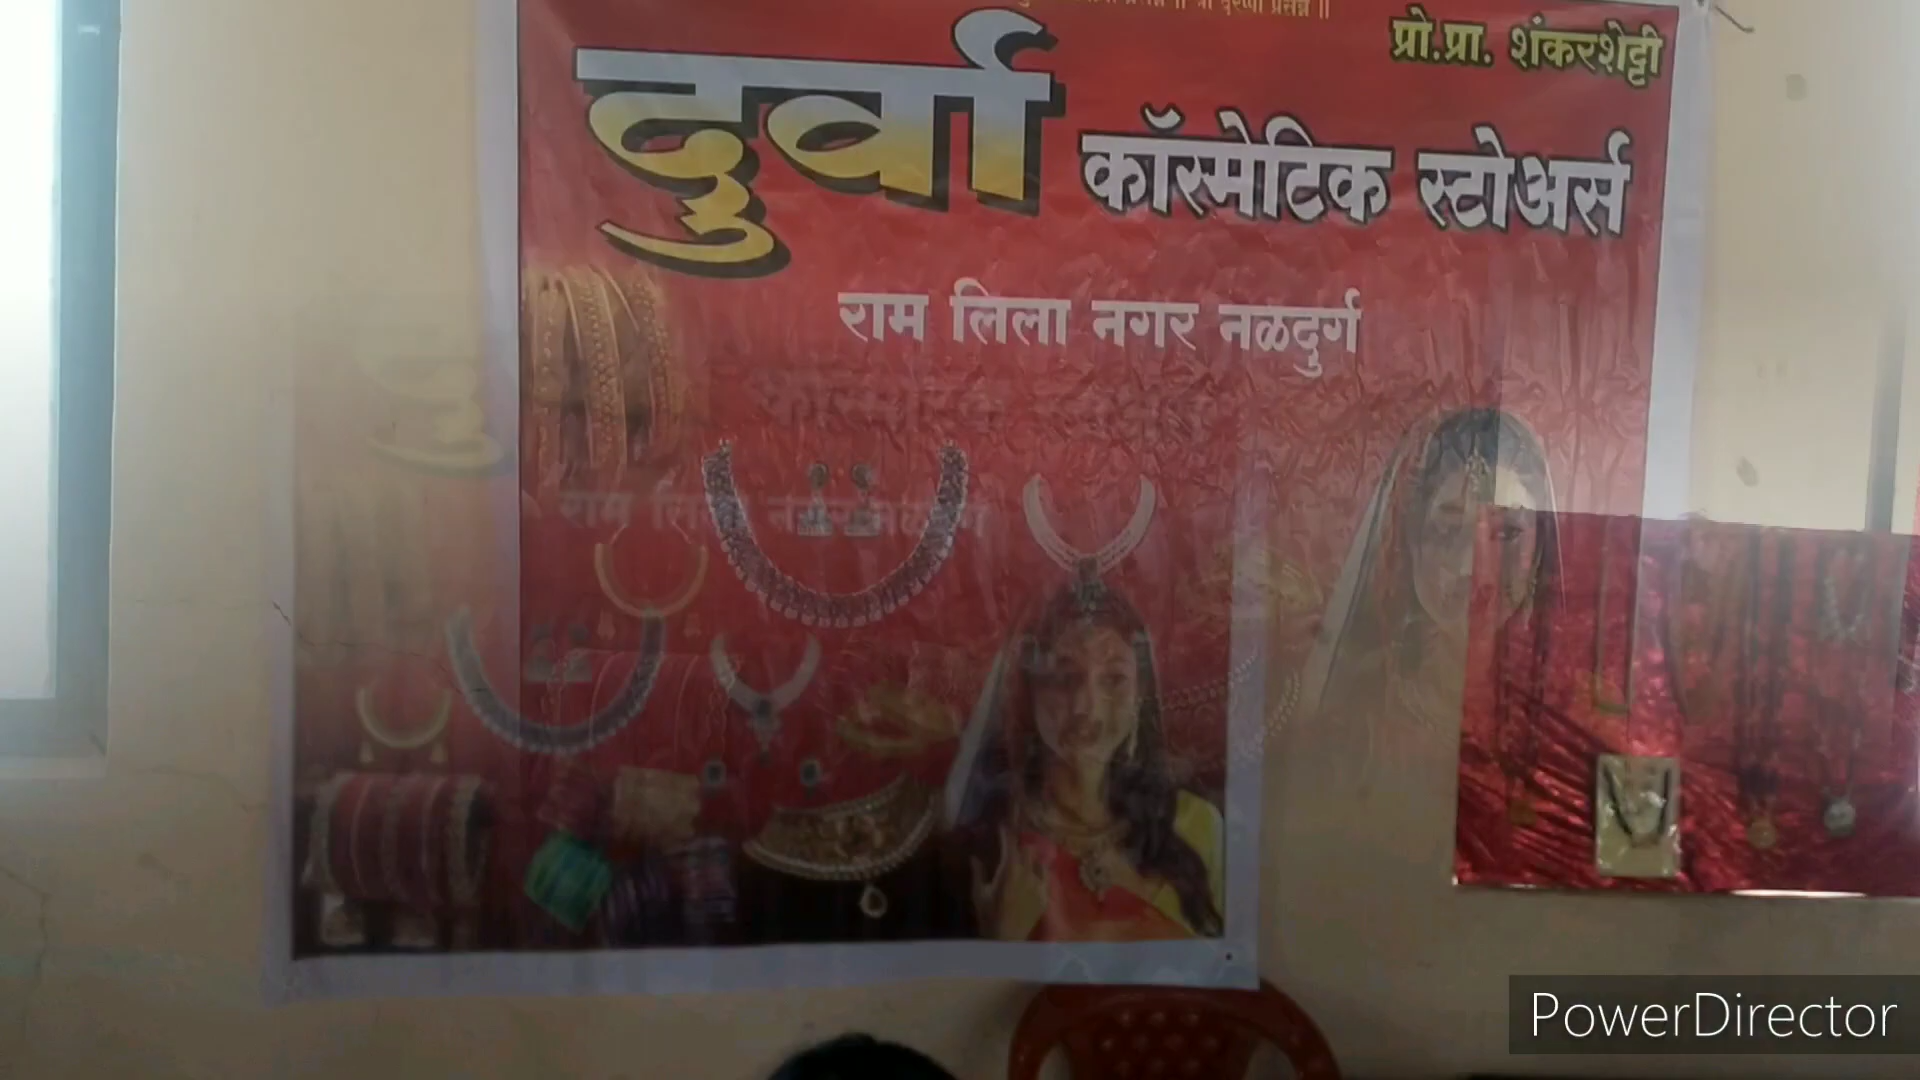 प्रो.प्रा. शंकरशेट्टी
दुर्वा कॉस्मेटिक स्टोअर्स
राम लिला नगर नळदुर्ग
PowerDirector